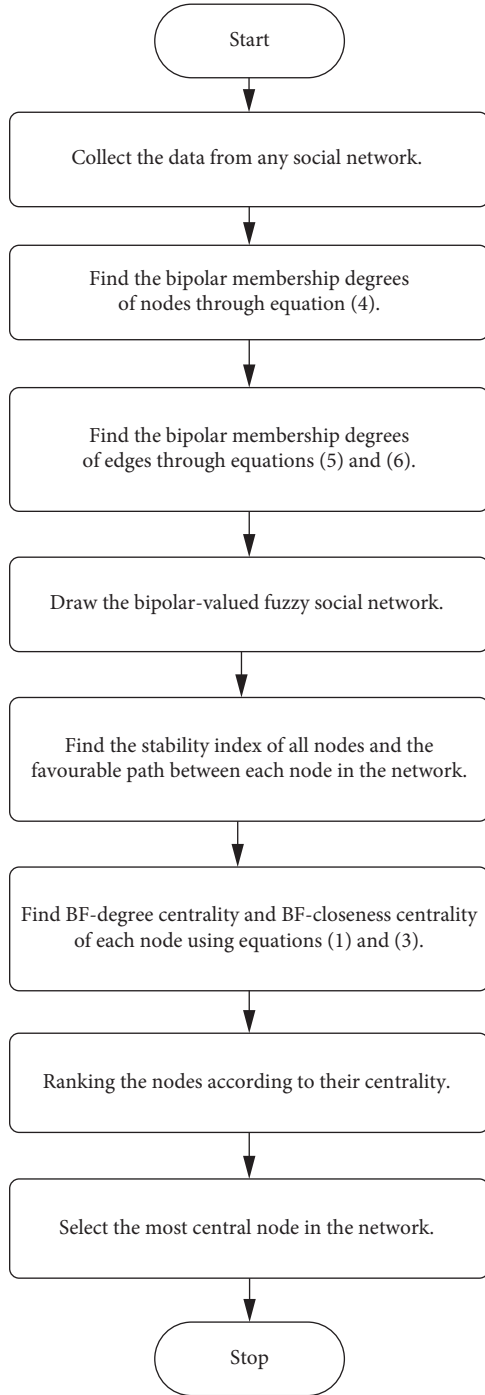 Start
Collect the data from any social network.
Find the bipolar membership degrees
of nodes through equation (4).
Find the bipolar membership degrees
of edges through equations (5) and (6).
Draw the bipolar-valued fuzzy social network.
Find the stability index of all nodes and the
favourable path between each node in the network.
Find BF-degree centrality and BF-closeness centrality
of each node using equations (1) and (3).
Ranking the nodes according to their centrality.
Select the most central node in the network.
Stop